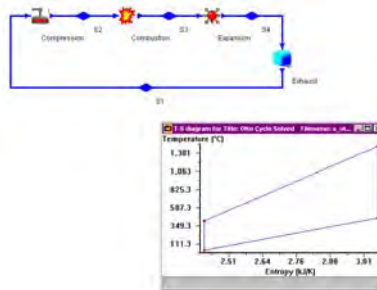 S2
S3
S4
Compression
Combustion
Expansion
Exhaust
S1
T-S diagram for Title: Otto Cycle Solved
Temperature (°C)
1,301
1,063
825.3
587.3
349.3
111.3
2.51
2.64
2.76
2.88
3.01
Entropy (kJ/K)